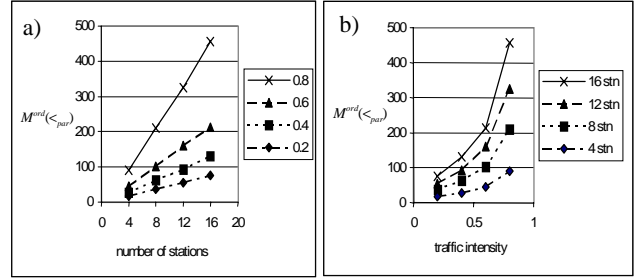 a)
500
400
300
200
100
0
M^ord(<_par)
0 4 8 12 16 20
number of stations
0.8
0.6
0.4
0.2
b)
500
400
300
200
100
0
M^ord(<_par)
0 0.5 1
traffic intensity
16 stn
12 stn
8 stn
4 stn